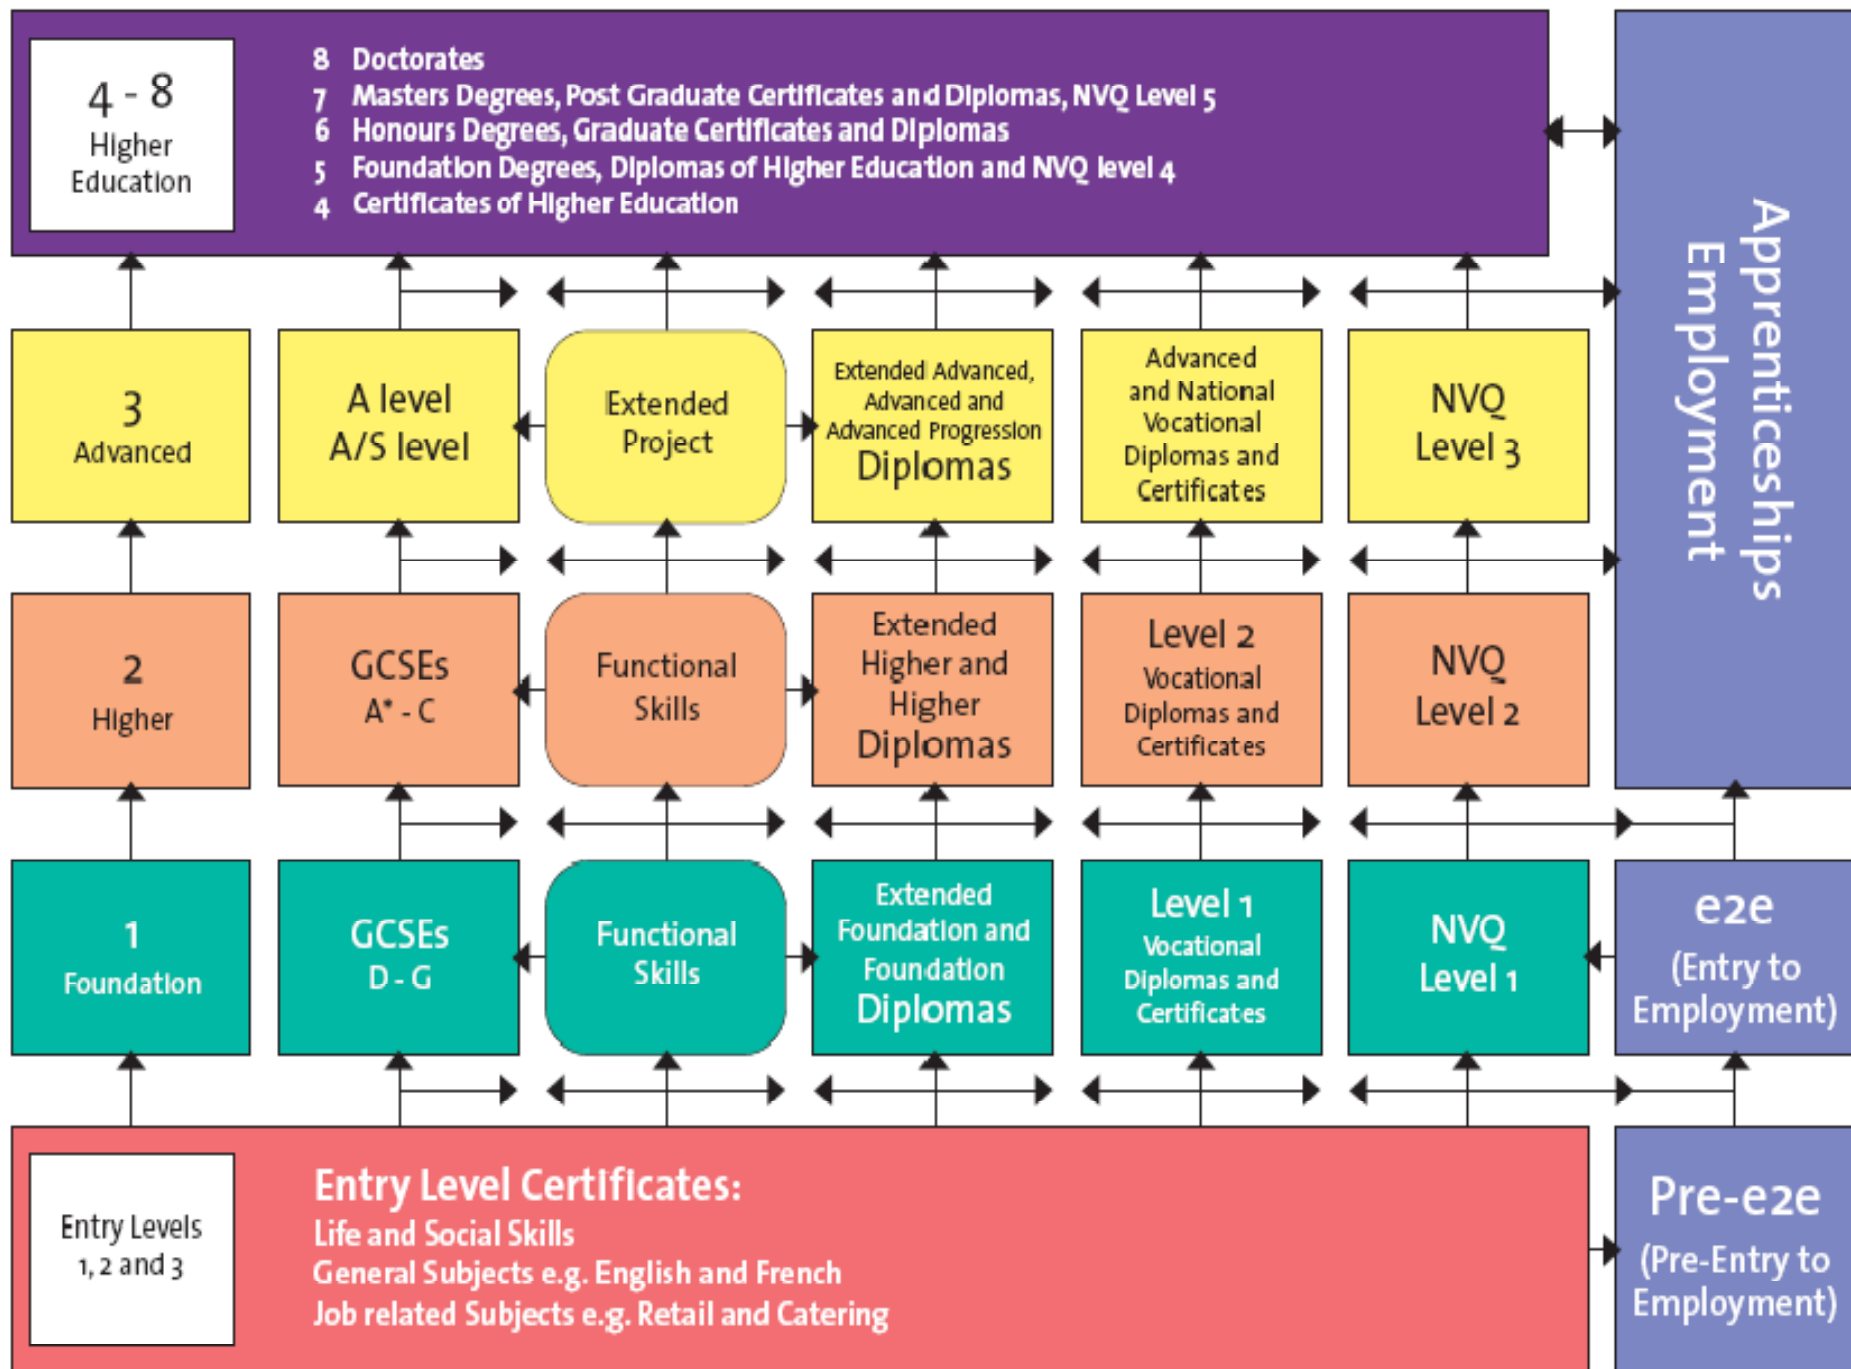 4 - 8
Higher
Education
8 Doctorates
7 Masters Degrees, Post Graduate Certificates and Diplomas, NVQ Level 5
6 Honours Degrees, Graduate Certificates and Diplomas
5 Foundation Degrees, Diplomas of Higher Education and NVQ level 4
4 Certificates of Higher Education
Apprenticeships
Employment
3
Advanced
A level
A/S level
Extended
Project
Extended Advanced,
Advanced and
Advanced Progression
Diplomas
Advanced
and National
Vocational
Diplomas and
Certificates
NVQ
Level 3
2
Higher
GCSEs
A* - C
Functional
Skills
Extended
Higher and
Higher
Diplomas
Level 2
Vocational
Diplomas and
Certificates
NVQ
Level 2
1
Foundation
GCSEs
D - G
Functional
Skills
Extended
Foundation and
Foundation
Diplomas
Level 1
Vocational
Diplomas and
Certificates
NVQ
Level 1
e2e
(Entry to
Employment)
Entry Levels
1, 2 and 3
Entry Level Certificates:
Life and Social Skills
General Subjects e.g. English and French
Job related Subjects e.g. Retail and Catering
Pre-e2e
(Pre-Entry to
Employment)